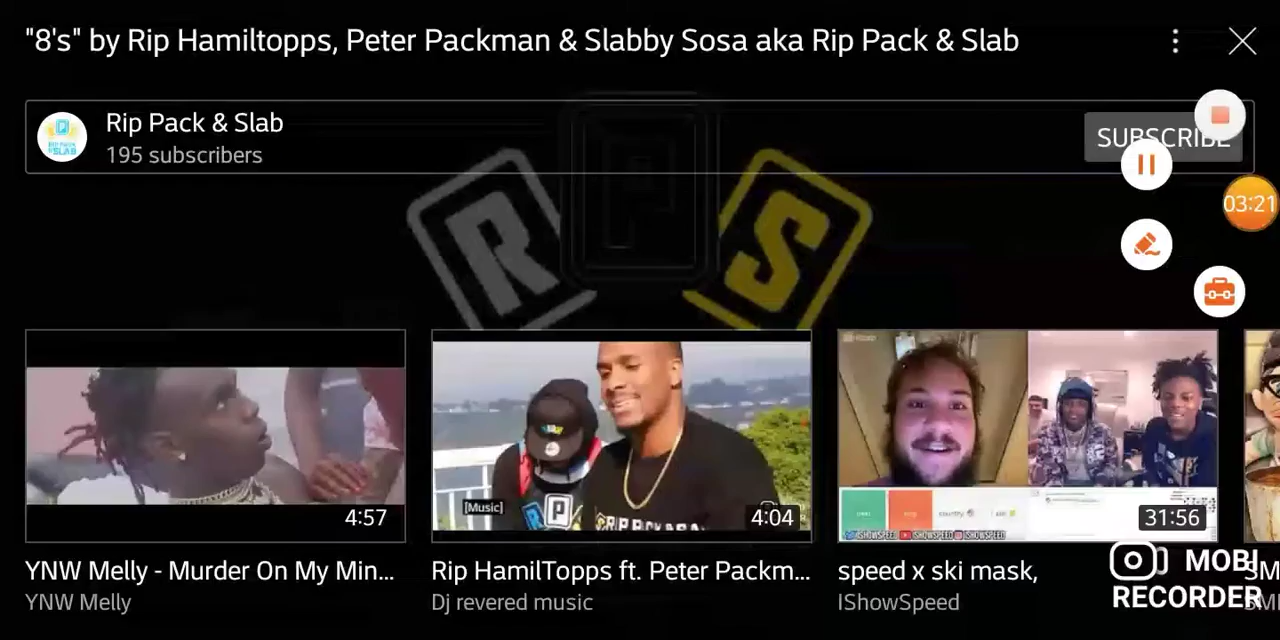 "8's" by Rip Hamiltopps, Peter Packman & Slabby Sosa aka Rip Pack & Slab
Rip Pack & Slab
195 subscribers
SUBSCRIBE
03:21
R P S
4:57
[Music]
4:04
31:56
YNW Melly - Murder On My Min...
YNW Melly
Rip HamilTopps ft. Peter Packm...
Dj revered music
speed x ski mask,
IShowSpeed
MOBI
RECORDER